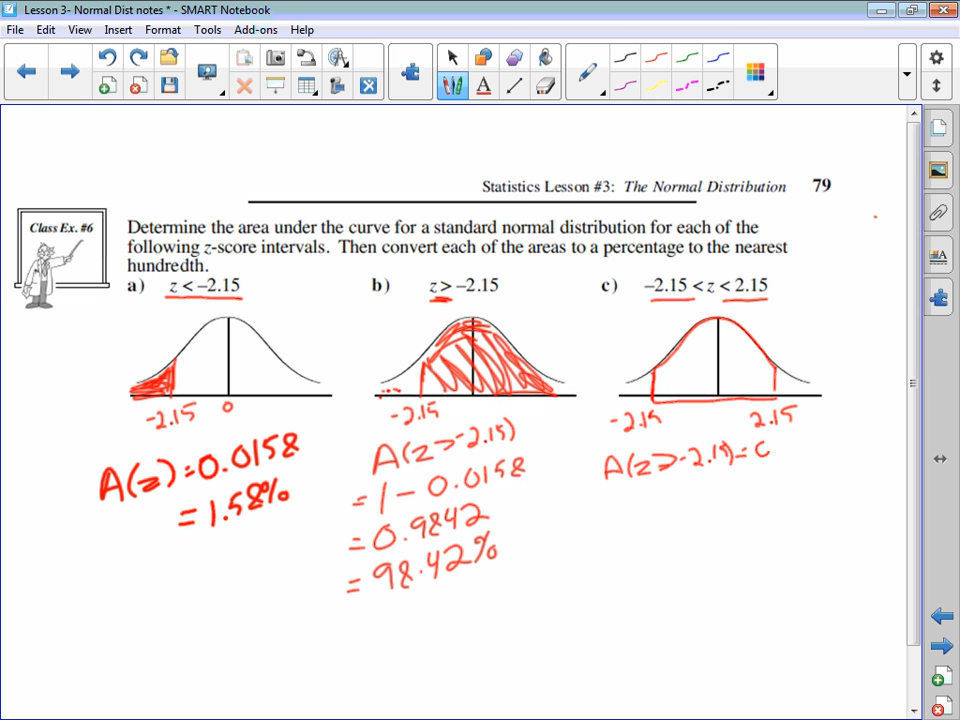 Lesson 3- Normal Dist notes * - SMART Notebook
File Edit View Insert Format Tools Add-ons Help
Statistics Lesson #3: The Normal Distribution 79
Class Ex. #6
Determine the area under the curve for a standard normal distribution for each of the
following z-score intervals. Then convert each of the areas to a percentage to the nearest
hundredth.
a) z < -2.15
b) z > -2.15
c) -2.15 < z < 2.15
-2.15 0
A(z) = 0.0158
= 1.58%
-2.15
A(z > -2.15)
= 1 - 0.0158
= 0.9842
= 98.42%
-2.15 2.15
A(z > -2.15) = C